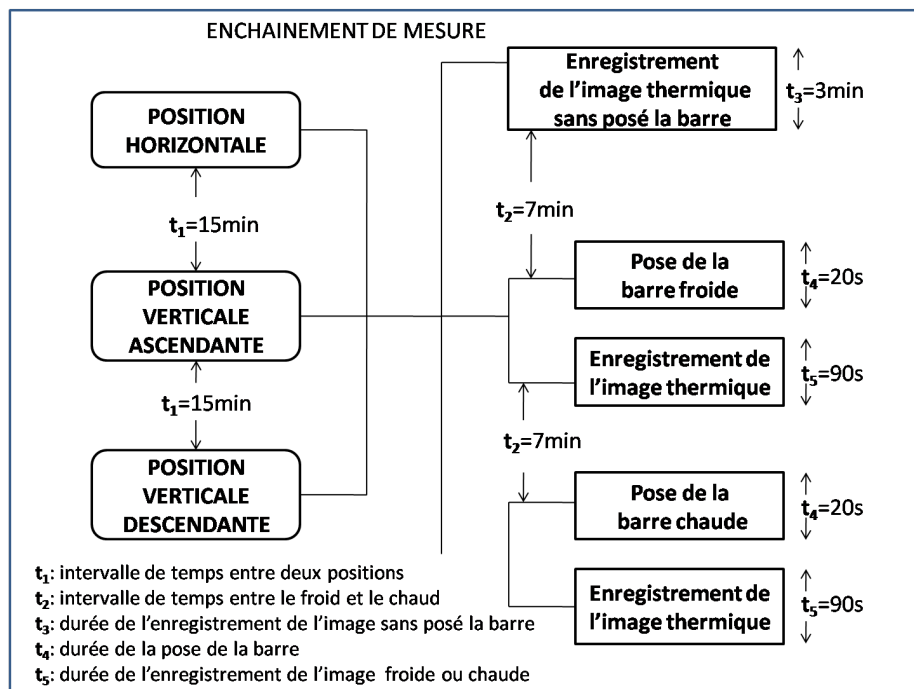 ENCHAINEMENT DE MESURE
POSITION
HORIZONTALE
t₁=15min
POSITION
VERTICALE
ASCENDANTE
t₁=15min
POSITION
VERTICALE
DESCENDANTE
Enregistrement
de l'image thermique
sans posé la barre
t₃=3min
t₂=7min
Pose de la
barre froide
t₄=20s
Enregistrement de
l'image thermique
t₅=90s
t₂=7min
Pose de la
barre chaude
t₄=20s
Enregistrement de
l'image thermique
t₅=90s
t₁: intervalle de temps entre deux positions
t₂: intervalle de temps entre le froid et le chaud
t₃: durée de l'enregistrement de l'image sans posé la barre
t₄: durée de la pose de la barre
t₅: durée de l'enregistrement de l'image froide ou chaude